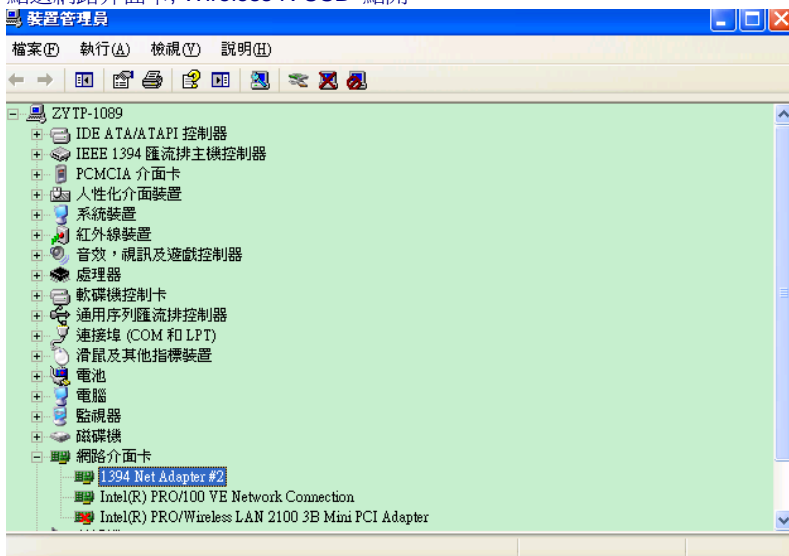 裝置管理員
檔案(F) 執行(A) 檢視(V) 說明(H)
ZYTP-1089
IDE ATA/ATAPI 控制器
IEEE 1394 匯流排主機控制器
PCMCIA 介面卡
人性化介面裝置
系統裝置
紅外線裝置
音效，視訊及遊戲控制器
處理器
軟碟機控制卡
通用序列匯流排控制器
連接埠 (COM 和 LPT)
滑鼠及其他指標裝置
電池
電腦
監視器
磁碟機
網路介面卡
1394 Net Adapter #2
Intel(R) PRO/100 VE Network Connection
Intel(R) PRO/Wireless LAN 2100 3B Mini PCI Adapter